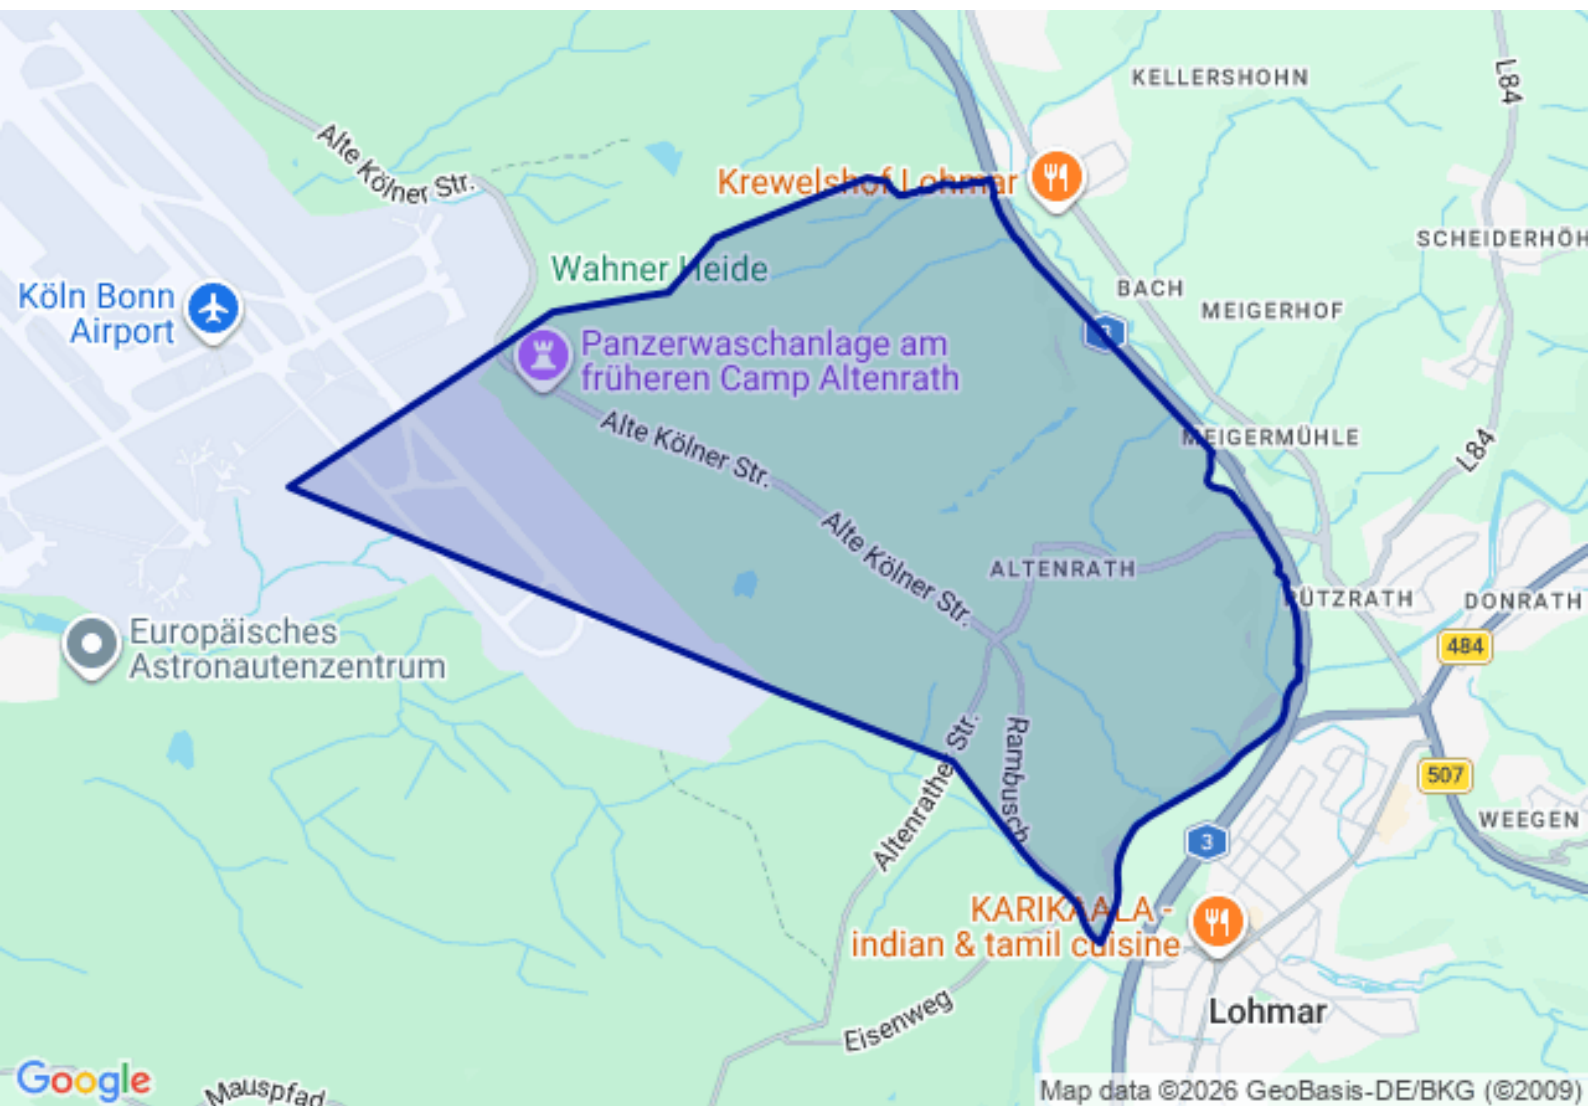 KELLERSHOHN
L84
Alte Kölner Str.
Krewelshof Lohmar
SCHEIDERHÖH
Wahner Heide
BACH
Köln Bonn
Airport
MEIGERHOF
3
Panzerwaschanlage am
früheren Camp Altenrath
Alte Kölner Str.
MEIGERMÜHLE
L84
Alte Kölner Str.
ALTENRATH
PÜTZRATH
DONRATH
Europäisches
Astronautenzentrum
484
Altenrather Str.
Rambusch
507
WEEGEN
3
KARIKAALA -
indian & tamil cuisine
Lohmar
Eisenweg
Google
Mauspfad
Map data ©2026 GeoBasis-DE/BKG (©2009)